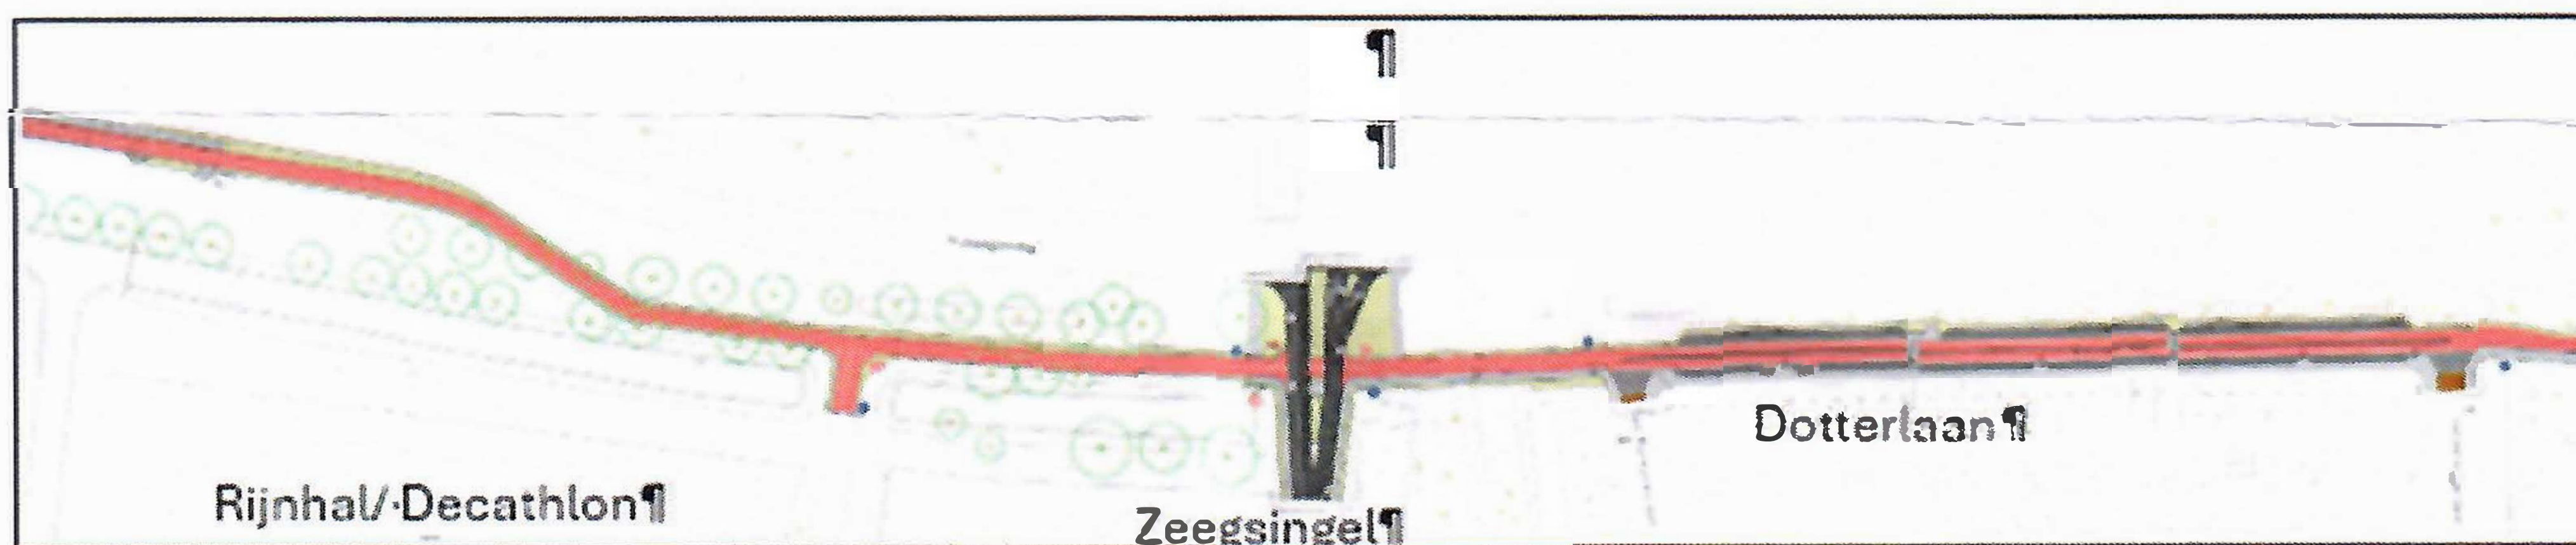 ¶
¶
Dotterlaan¶
Rijnhal/·Decathlon¶
Zeegsingel¶